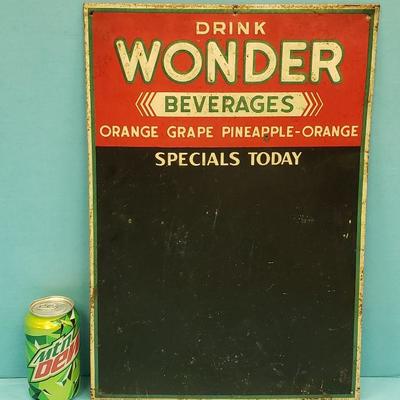 DRINK
WONDER
BEVERAGES
ORANGE GRAPE PINEAPPLE-ORANGE
SPECIALS TODAY
Mtn
DEW